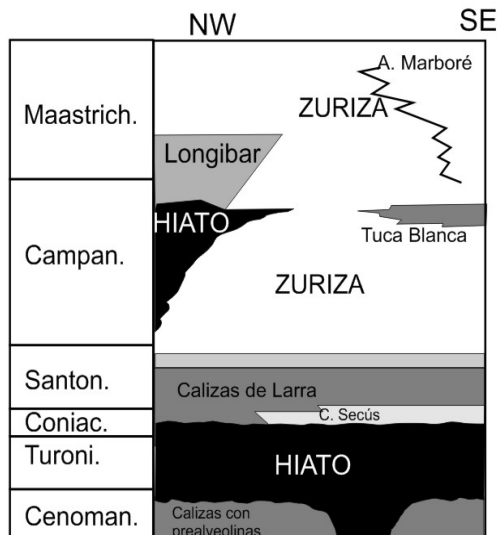 NW
SE
Maastrich.
A. Marboré
ZURIZA
Longibar
Campan.
HIATO
Tuca Blanca
ZURIZA
Santon.
Calizas de Larra
Coniac.
C. Secús
Turoni.
HIATO
Cenoman.
Calizas con
prealveolinas